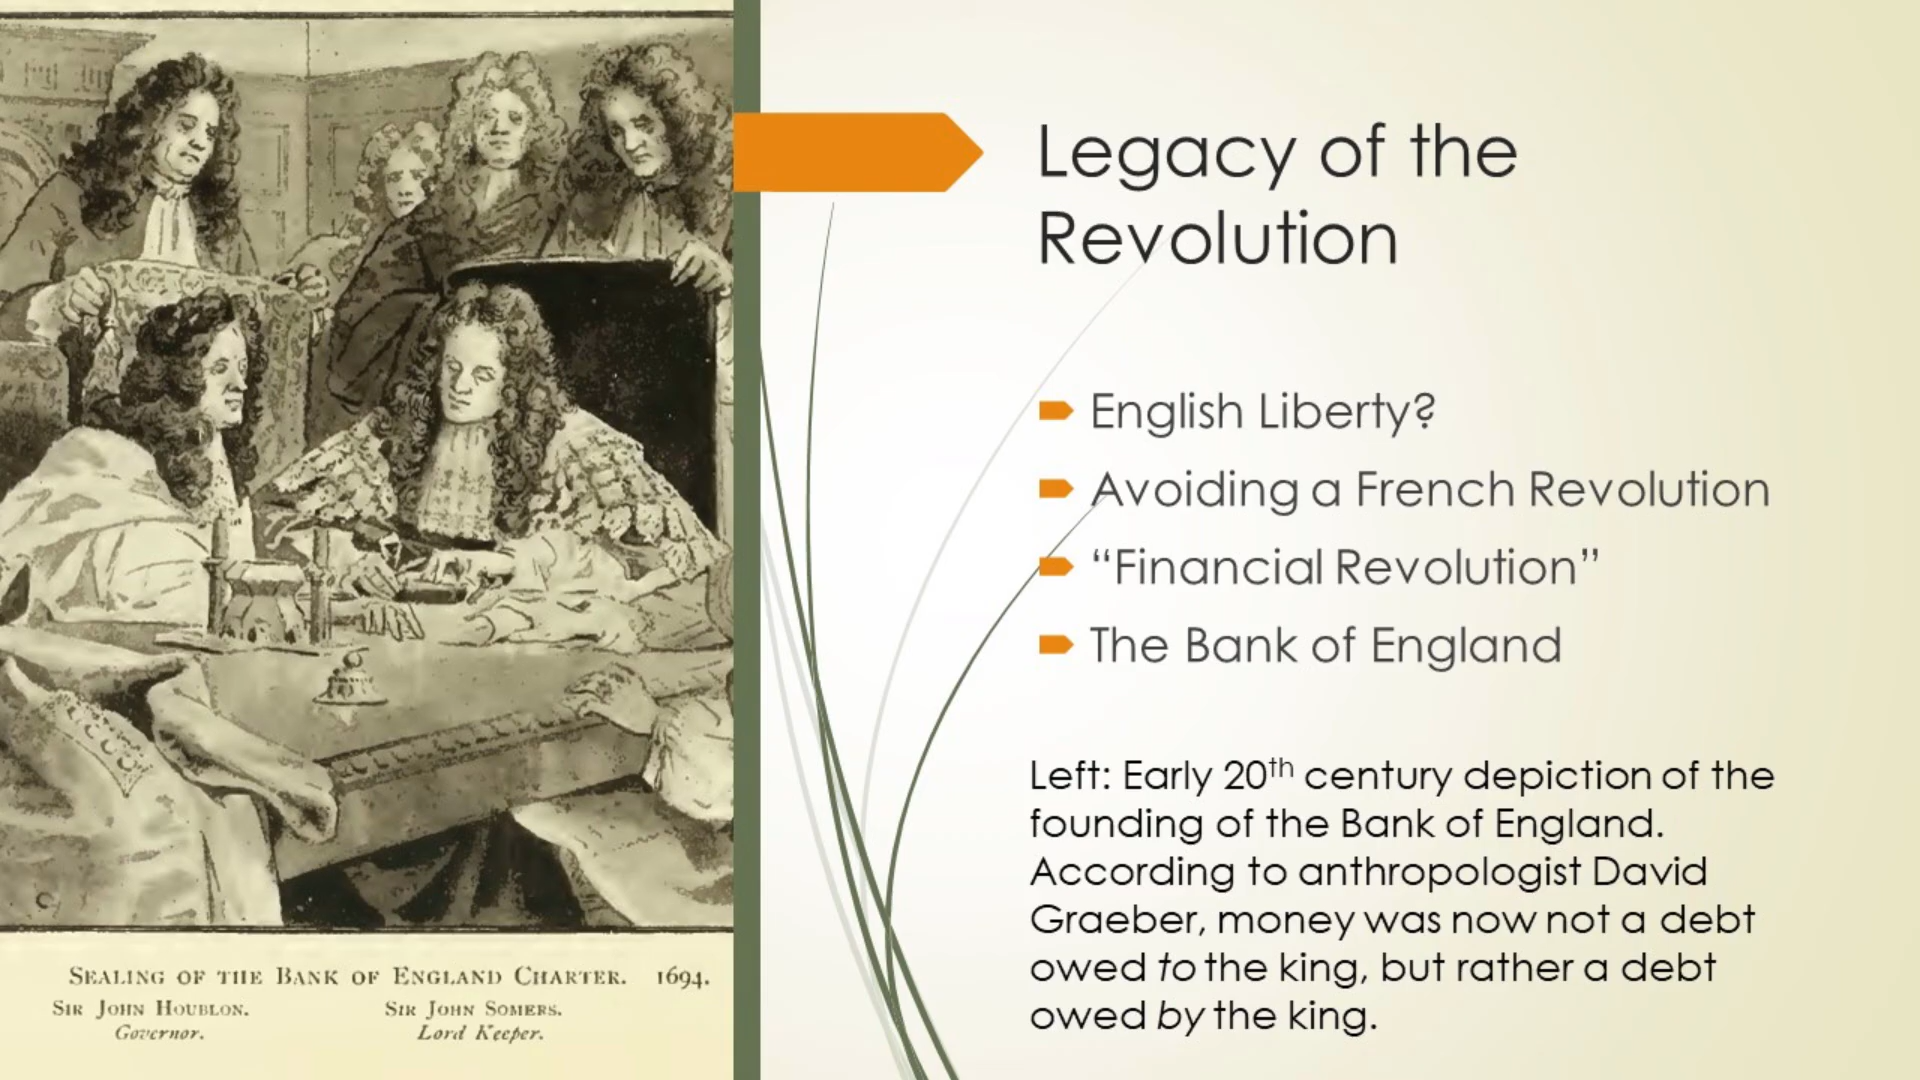 Legacy of the
Revolution
English Liberty?
Avoiding a French Revolution
“Financial Revolution”
The Bank of England
Left: Early 20th century depiction of the
founding of the Bank of England.
According to anthropologist David
Graeber, money was now not a debt
owed to the king, but rather a debt
owed by the king.
SEALING OF THE BANK OF ENGLAND CHARTER. 1694.
SIR JOHN HOUBLON. SIR JOHN SOMERS.
Governor. Lord Keeper.